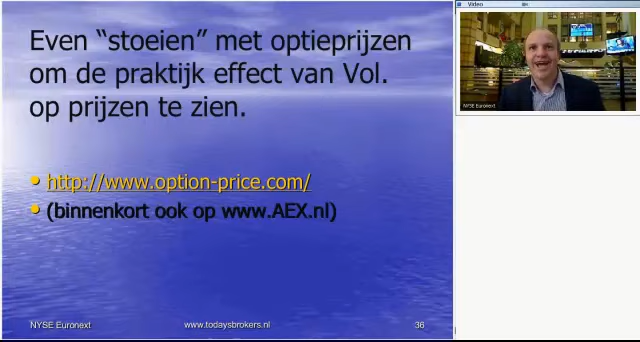 Even “stoeien” met optieprijzen
om de praktijk effect van Vol.
op prijzen te zien.
• http://www.option-price.com/
• (binnenkort ook op www.AEX.nl)
NYSE Euronext
www.todaysbrokers.nl
36
Video
NYSE Euronext